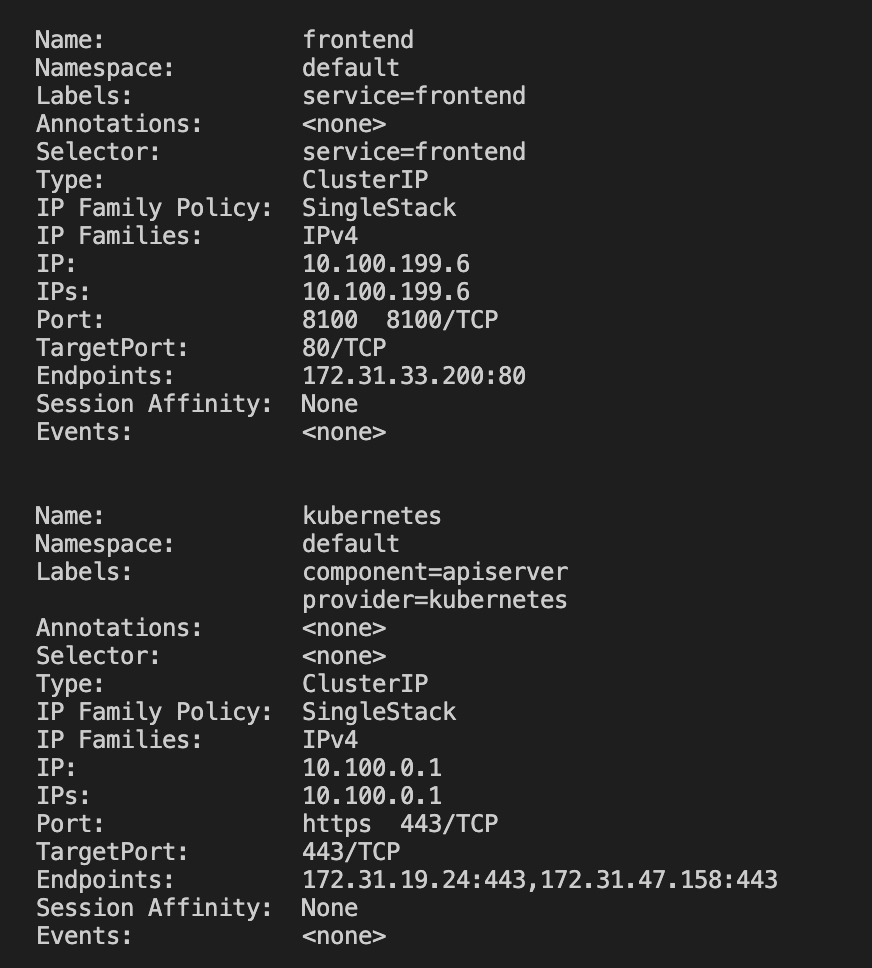 Name:              frontend
Namespace:         default
Labels:            service=frontend
Annotations:       <none>
Selector:          service=frontend
Type:              ClusterIP
IP Family Policy:  SingleStack
IP Families:       IPv4
IP:                10.100.199.6
IPs:               10.100.199.6
Port:              8100  8100/TCP
TargetPort:        80/TCP
Endpoints:         172.31.33.200:80
Session Affinity:  None
Events:            <none>

Name:              kubernetes
Namespace:         default
Labels:            component=apiserver
                   provider=kubernetes
Annotations:       <none>
Selector:          <none>
Type:              ClusterIP
IP Family Policy:  SingleStack
IP Families:       IPv4
IP:                10.100.0.1
IPs:               10.100.0.1
Port:              https  443/TCP
TargetPort:        443/TCP
Endpoints:         172.31.19.24:443,172.31.47.158:443
Session Affinity:  None
Events:            <none>